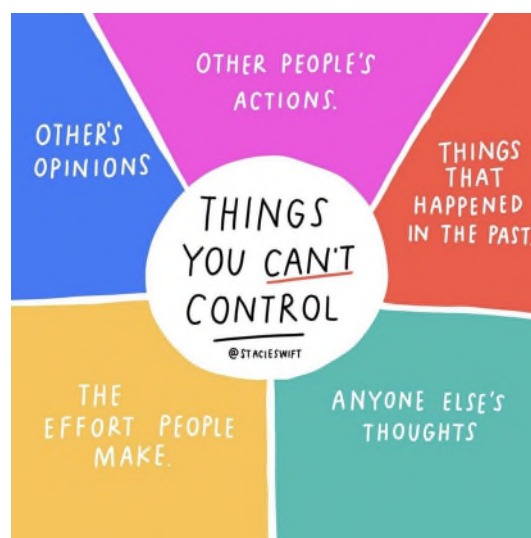 OTHER PEOPLE'S
ACTIONS.
OTHER'S
OPINIONS
THINGS
THAT
HAPPENED
IN THE PAST.
THINGS
YOU CAN'T
CONTROL
@STACIESWIFT
THE
EFFORT PEOPLE
MAKE.
ANYONE ELSE'S
THOUGHTS